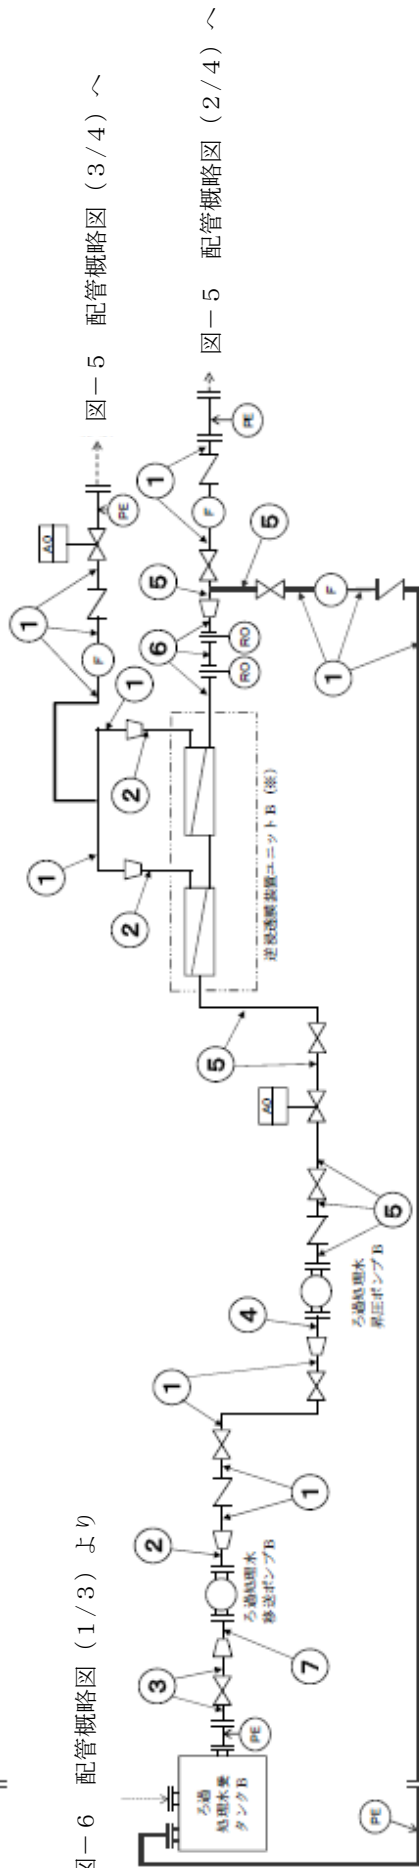 図－5 配管概略図（3/4）へ
図－5 配管概略図（2/4）へ
図－6 配管概略図（1/3）より
ろ過
処理水受
タンクB
PE
PE
3
7
2
ろ過処理水
移送ポンプB
1
1
4
ろ過処理水
昇圧ポンプB
5
AO
5
逆浸透膜装置ユニットB（※）
2
2
1
1
1
F
AO
PE
6
RO
RO
5
5
F
1
PE
F
1